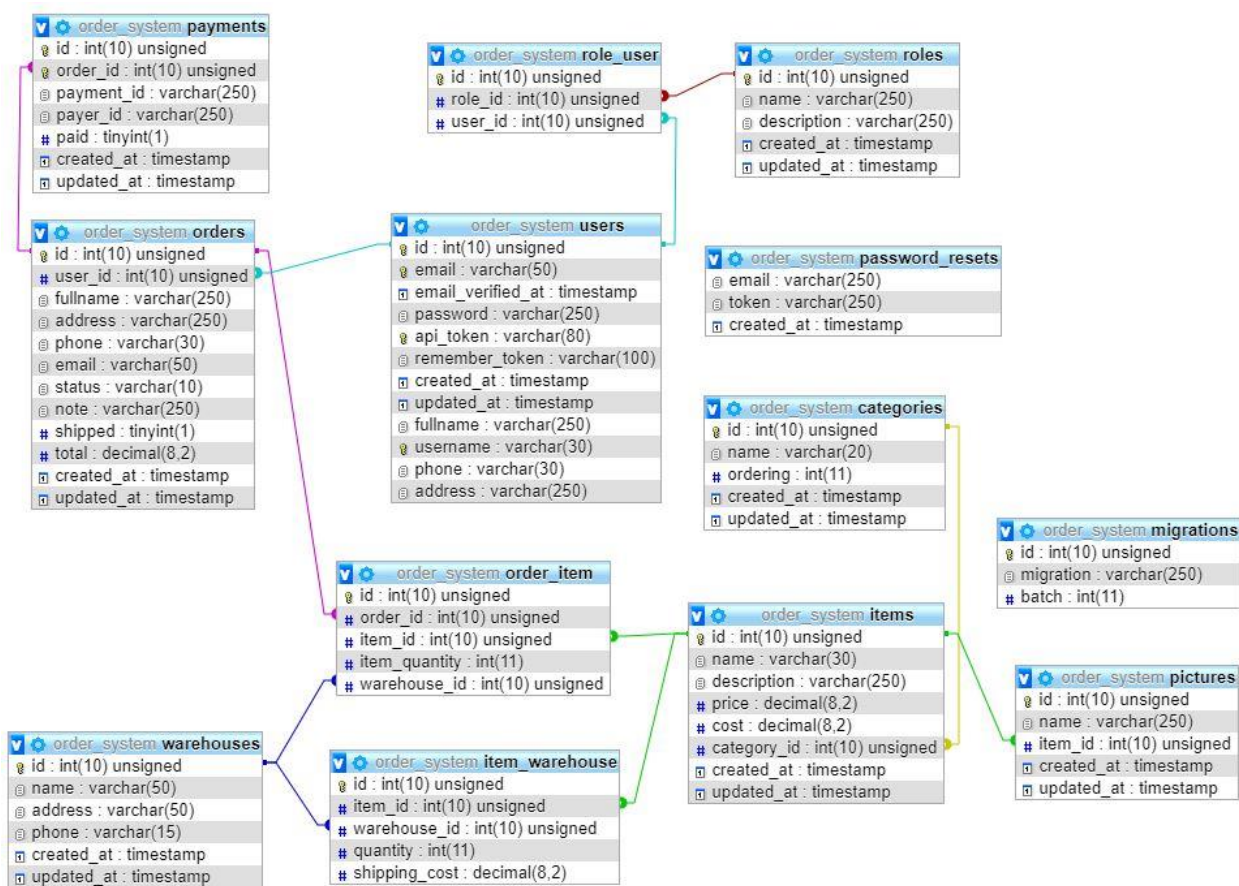 order_system payments
id : int(10) unsigned
order_id : int(10) unsigned
payment_id : varchar(250)
payer_id : varchar(250)
# paid : tinyint(1)
created_at : timestamp
updated_at : timestamp
order_system role_user
id : int(10) unsigned
# role_id : int(10) unsigned
# user_id : int(10) unsigned
order_system roles
id : int(10) unsigned
name : varchar(250)
description : varchar(250)
created_at : timestamp
updated_at : timestamp
order_system orders
id : int(10) unsigned
# user_id : int(10) unsigned
fullname : varchar(250)
address : varchar(250)
phone : varchar(30)
email : varchar(50)
status : varchar(10)
note : varchar(250)
# shipped : tinyint(1)
# total : decimal(8,2)
created_at : timestamp
updated_at : timestamp
order_system users
id : int(10) unsigned
email : varchar(50)
email_verified_at : timestamp
password : varchar(250)
api_token : varchar(80)
remember_token : varchar(100)
created_at : timestamp
updated_at : timestamp
fullname : varchar(250)
username : varchar(30)
phone : varchar(30)
address : varchar(250)
order_system password_resets
email : varchar(250)
token : varchar(250)
created_at : timestamp
order_system categories
id : int(10) unsigned
name : varchar(20)
# ordering : int(11)
created_at : timestamp
updated_at : timestamp
order_system migrations
id : int(10) unsigned
migration : varchar(250)
# batch : int(11)
order_system order_item
id : int(10) unsigned
# order_id : int(10) unsigned
# item_id : int(10) unsigned
# item_quantity : int(11)
# warehouse_id : int(10) unsigned
order_system items
id : int(10) unsigned
name : varchar(30)
description : varchar(250)
# price : decimal(8,2)
# cost : decimal(8,2)
# category_id : int(10) unsigned
created_at : timestamp
updated_at : timestamp
order_system pictures
id : int(10) unsigned
name : varchar(250)
# item_id : int(10) unsigned
created_at : timestamp
updated_at : timestamp
order_system warehouses
id : int(10) unsigned
name : varchar(50)
address : varchar(50)
phone : varchar(15)
created_at : timestamp
updated_at : timestamp
order_system item_warehouse
id : int(10) unsigned
# item_id : int(10) unsigned
# warehouse_id : int(10) unsigned
# quantity : int(11)
# shipping_cost : decimal(8,2)